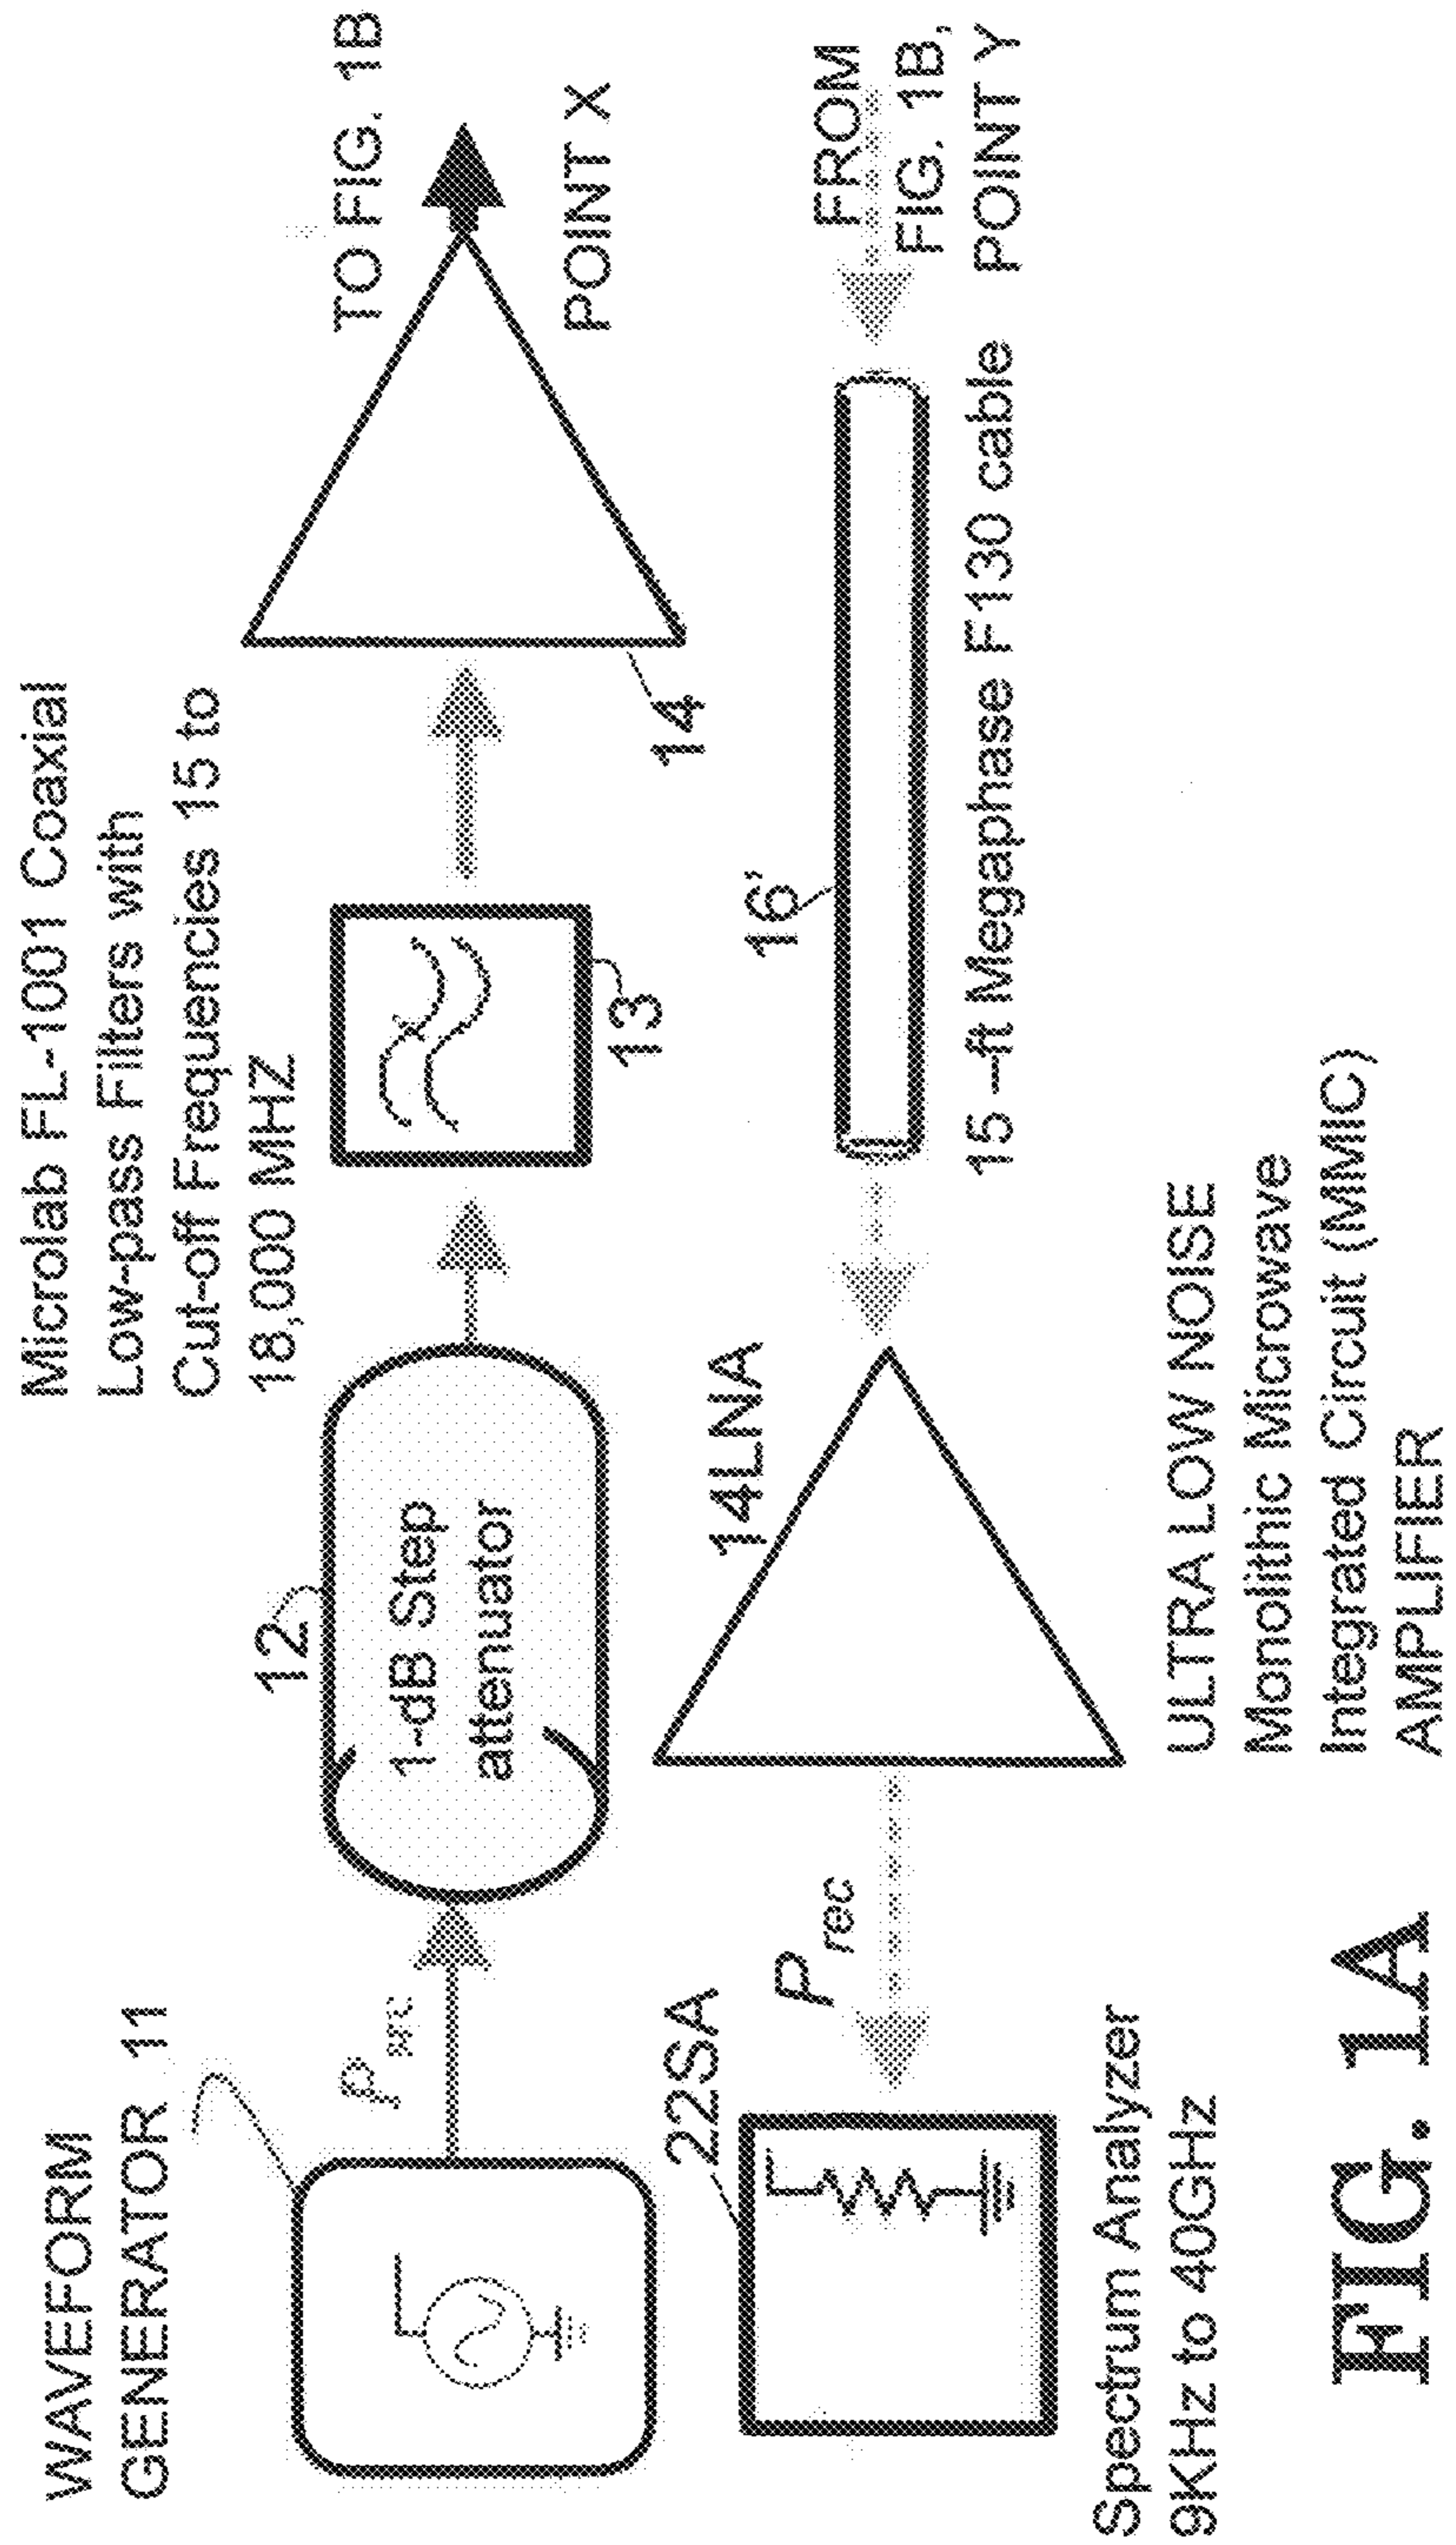 Microlab FL-1001 Coaxial
Low-pass Filters with
Cut-off Frequencies 15 to
18,000 MHZ
WAVEFORM
GENERATOR 11
P src
12
1-dB Step
attenuator
13
14
TO FIG. 1B
POINT X
22SA
P rec
14LNA
16'
FROM
FIG. 1B,
POINT Y
15 –ft Megaphase F130 cable
Spectrum Analyzer
9KHz to 40GHz
ULTRA LOW NOISE
Monolithic Microwave
Integrated Circuit (MMIC)
AMPLIFIER
FIG. 1A